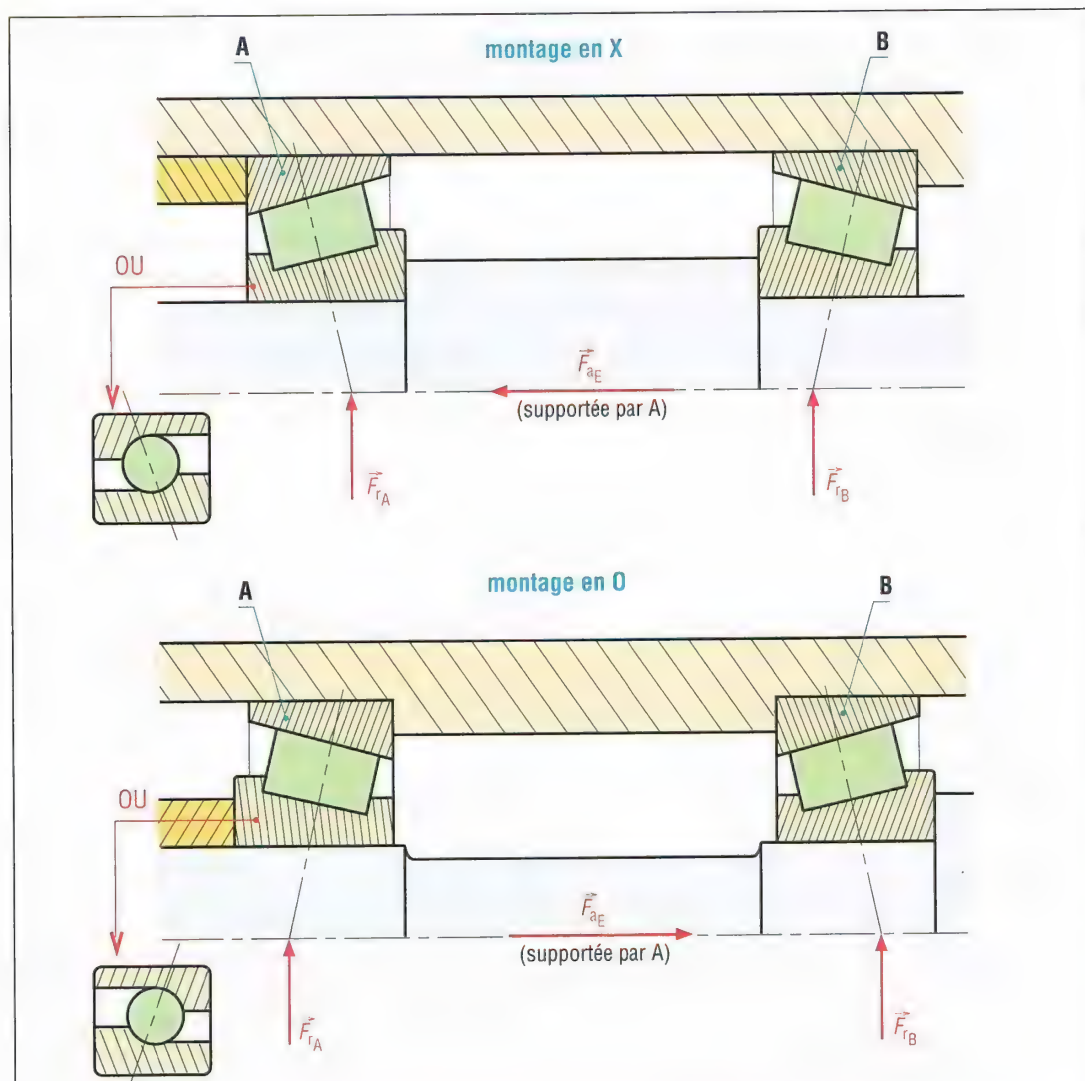 montage en X
A
B
OU
F⃗aE
(supportée par A)
F⃗rA
F⃗rB
montage en O
A
B
OU
F⃗aE
(supportée par A)
F⃗rA
F⃗rB